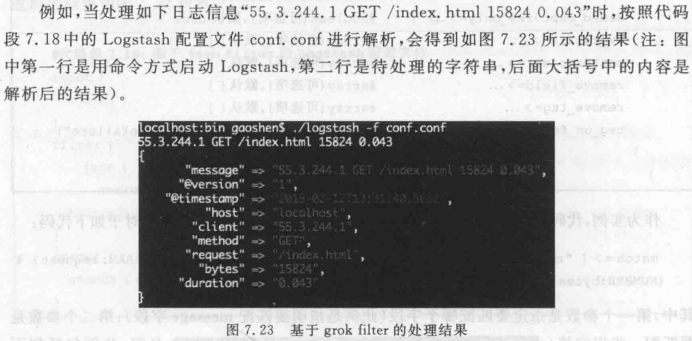 例如,当处理如下日志信息“55.3.244.1 GET /index.html 15824 0.043”时,按照代码
段 7.18 中的 Logstash 配置文件 conf.conf 进行解析,会得到如图 7.23 所示的结果(注:图
中第一行是用命令方式启动 Logstash,第二行是待处理的字符串,后面大括号中的内容是
解析后的结果)。
localhost:bin gaoshen$ ./logstash -f conf.conf
55.3.244.1 GET /index.html 15824 0.043
{
"message" => "55.3.244.1 GET /index.html 15824 0.043",
"@version" => "1",
"@timestamp" =>
"host" => "localhost",
"client" => "55.3.244.1",
"method" => "GET",
"request" => "/index.html",
"bytes" => "15824",
"duration" => "0.043"
}
图 7.23 基于 grok filter 的处理结果